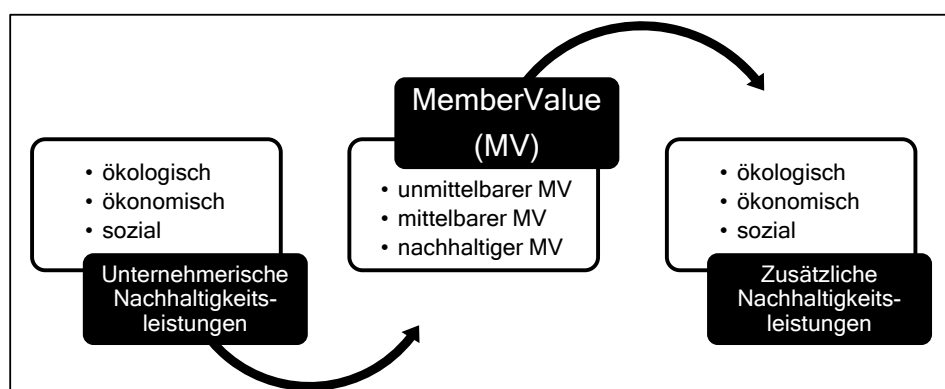 • ökologisch
• ökonomisch
• sozial
Unternehmerische
Nachhaltigkeits-
leistungen
MemberValue
(MV)
• unmittelbarer MV
• mittelbarer MV
• nachhaltiger MV
• ökologisch
• ökonomisch
• sozial
Zusätzliche
Nachhaltigkeits-
leistungen